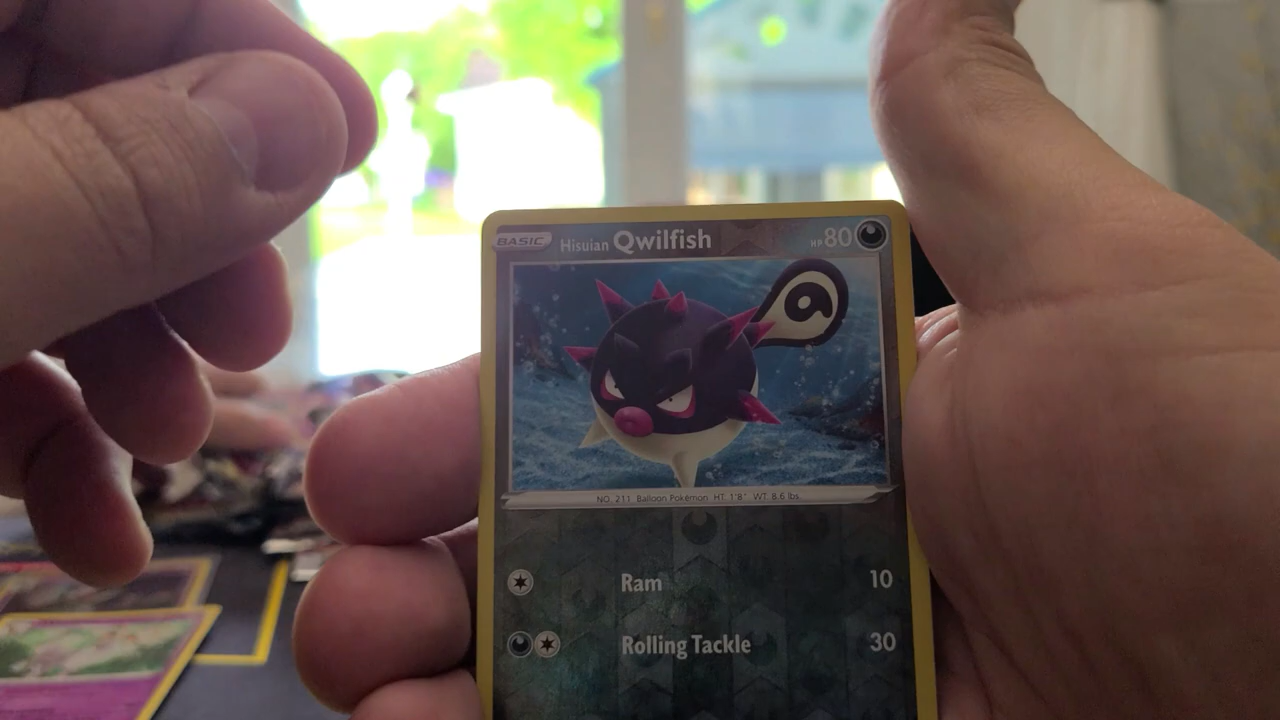 BASIC Hisuian Qwilfish HP 80
NO. 211 Balloon Pokémon HT: 1'8" WT: 8.6 lbs.
Ram 10
Rolling Tackle 30